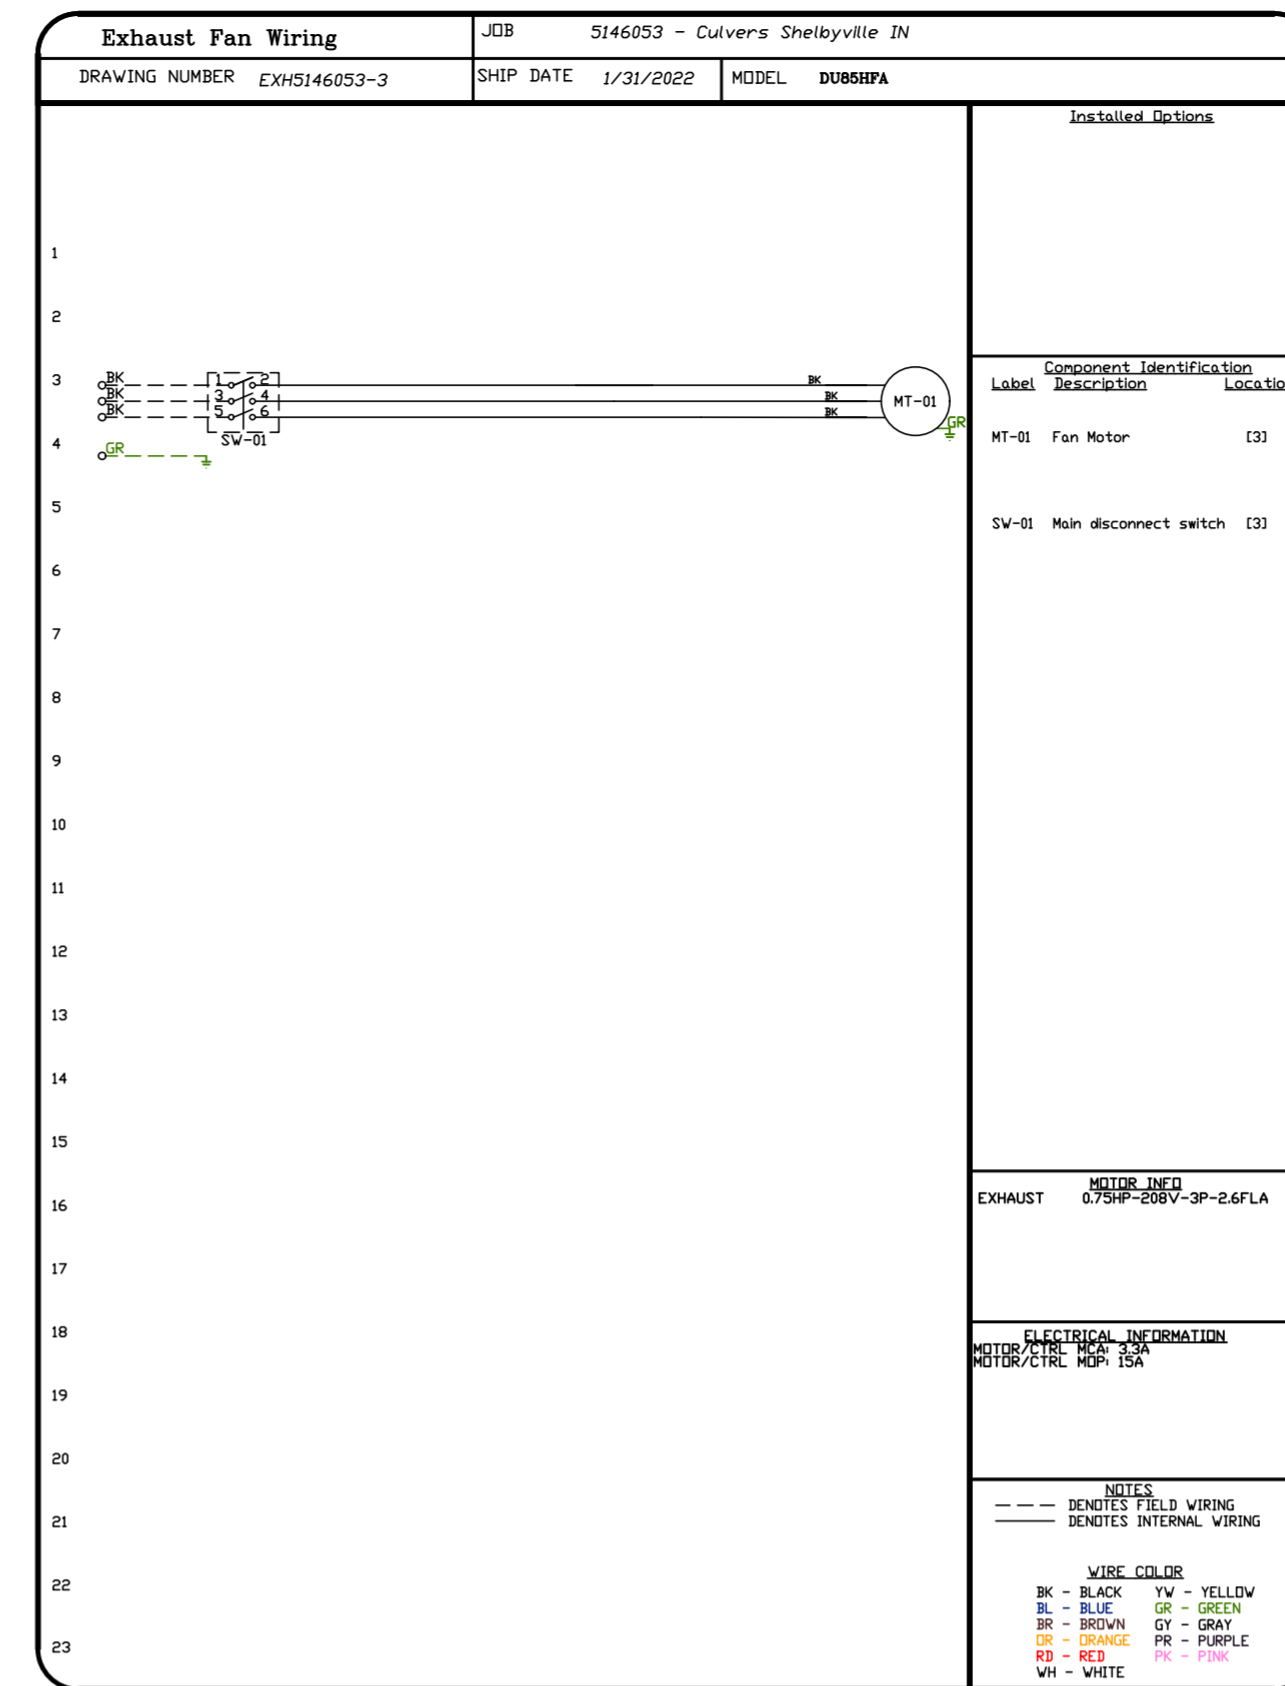 Exhaust Fan Wiring
JOB 5146053 - Culvers Shelbyville IN
DRAWING NUMBER EXH5146053-3
SHIP DATE 1/31/2022
MODEL DU85HFA
Installed Options
1
2
3
BK
BK
BK
1 2
3 4
5 6
SW-01
BK
BK
BK
MT-01
GR
4
GR
5
6
7
8
9
10
11
12
13
14
15
16
17
18
19
20
21
22
23
Component Identification
Label Description Locatio
MT-01 Fan Motor [3]
SW-01 Main disconnect switch [3]
MOTOR INFO
EXHAUST 0.75HP-208V-3P-2.6FLA
ELECTRICAL INFORMATION
MOTOR/CTRL MCA: 3.3A
MOTOR/CTRL MOP: 15A
NOTES
DENOTES FIELD WIRING
DENOTES INTERNAL WIRING
WIRE COLOR
BK - BLACK YW - YELLOW
BL - BLUE GR - GREEN
BR - BROWN GY - GRAY
OR - ORANGE PR - PURPLE
RD - RED PK - PINK
WH - WHITE